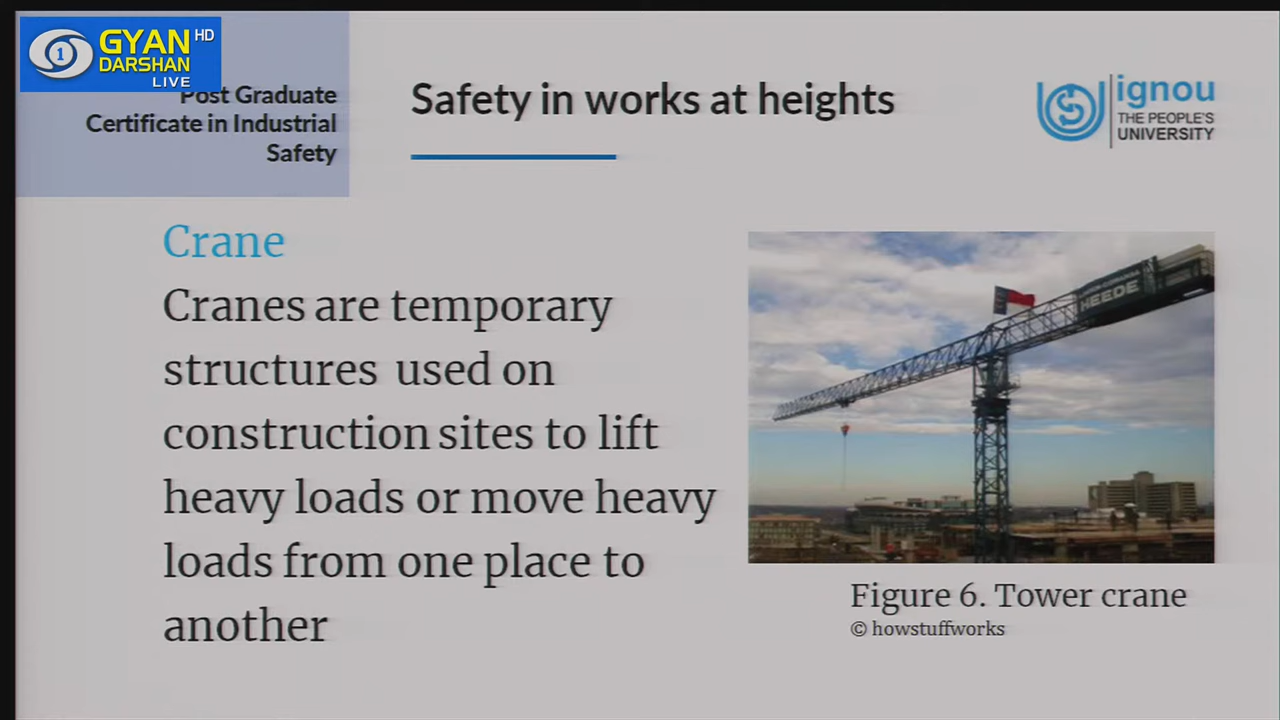 GYAN HD
DARSHAN
1
LIVE
Post Graduate
Certificate in Industrial
Safety
Safety in works at heights
ignou
THE PEOPLE'S
UNIVERSITY
Crane
Cranes are temporary
structures used on
construction sites to lift
heavy loads or move heavy
loads from one place to
another
HEEDE
Figure 6. Tower crane
© howstuffworks